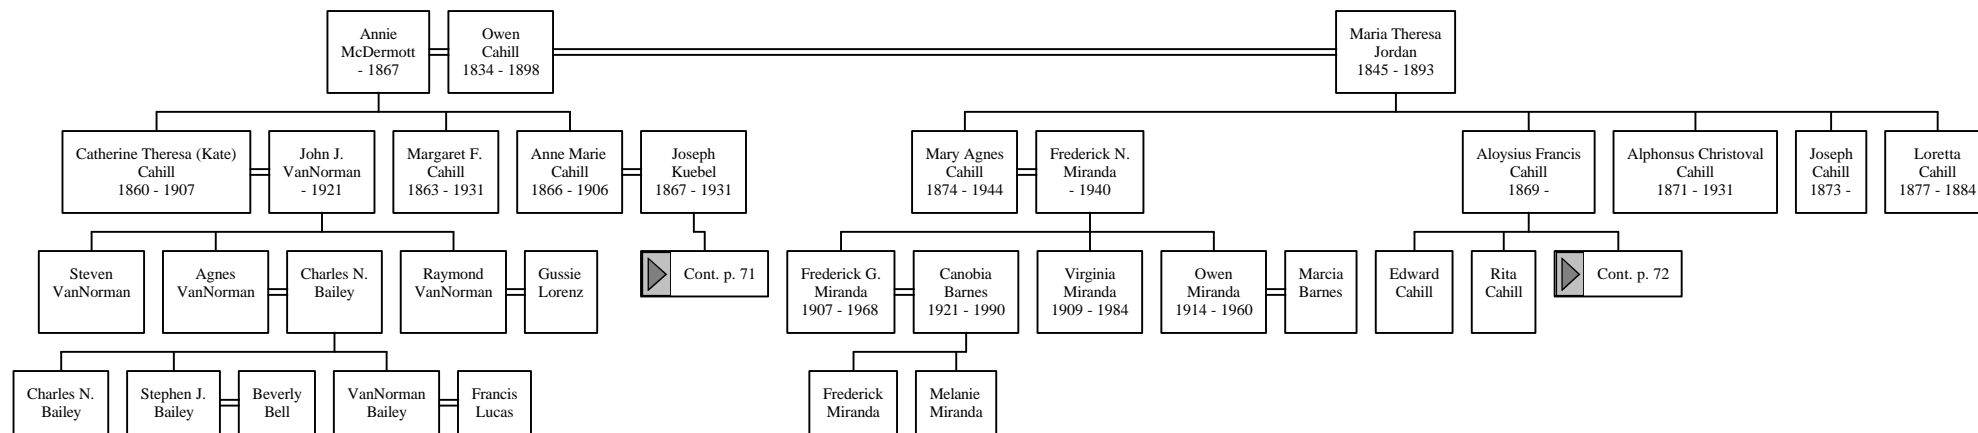 Annie
McDermott
- 1867
Owen
Cahill
1834 - 1898
Maria Theresa
Jordan
1845 - 1893
Catherine Theresa (Kate)
Cahill
1860 - 1907
John J.
VanNorman
- 1921
Margaret F.
Cahill
1863 - 1931
Anne Marie
Cahill
1866 - 1906
Joseph
Kuebel
1867 - 1931
Mary Agnes
Cahill
1874 - 1944
Frederick N.
Miranda
- 1940
Aloysius Francis
Cahill
1869 -
Alphonsus Christoval
Cahill
1871 - 1931
Joseph
Cahill
1873 -
Loretta
Cahill
1877 - 1884
Steven
VanNorman
Agnes
VanNorman
Charles N.
Bailey
Raymond
VanNorman
Gussie
Lorenz
Cont. p. 71
Frederick G.
Miranda
1907 - 1968
Canobia
Barnes
1921 - 1990
Virginia
Miranda
1909 - 1984
Owen
Miranda
1914 - 1960
Marcia
Barnes
Edward
Cahill
Rita
Cahill
Cont. p. 72
Charles N.
Bailey
Stephen J.
Bailey
Beverly
Bell
VanNorman
Bailey
Francis
Lucas
Frederick
Miranda
Melanie
Miranda